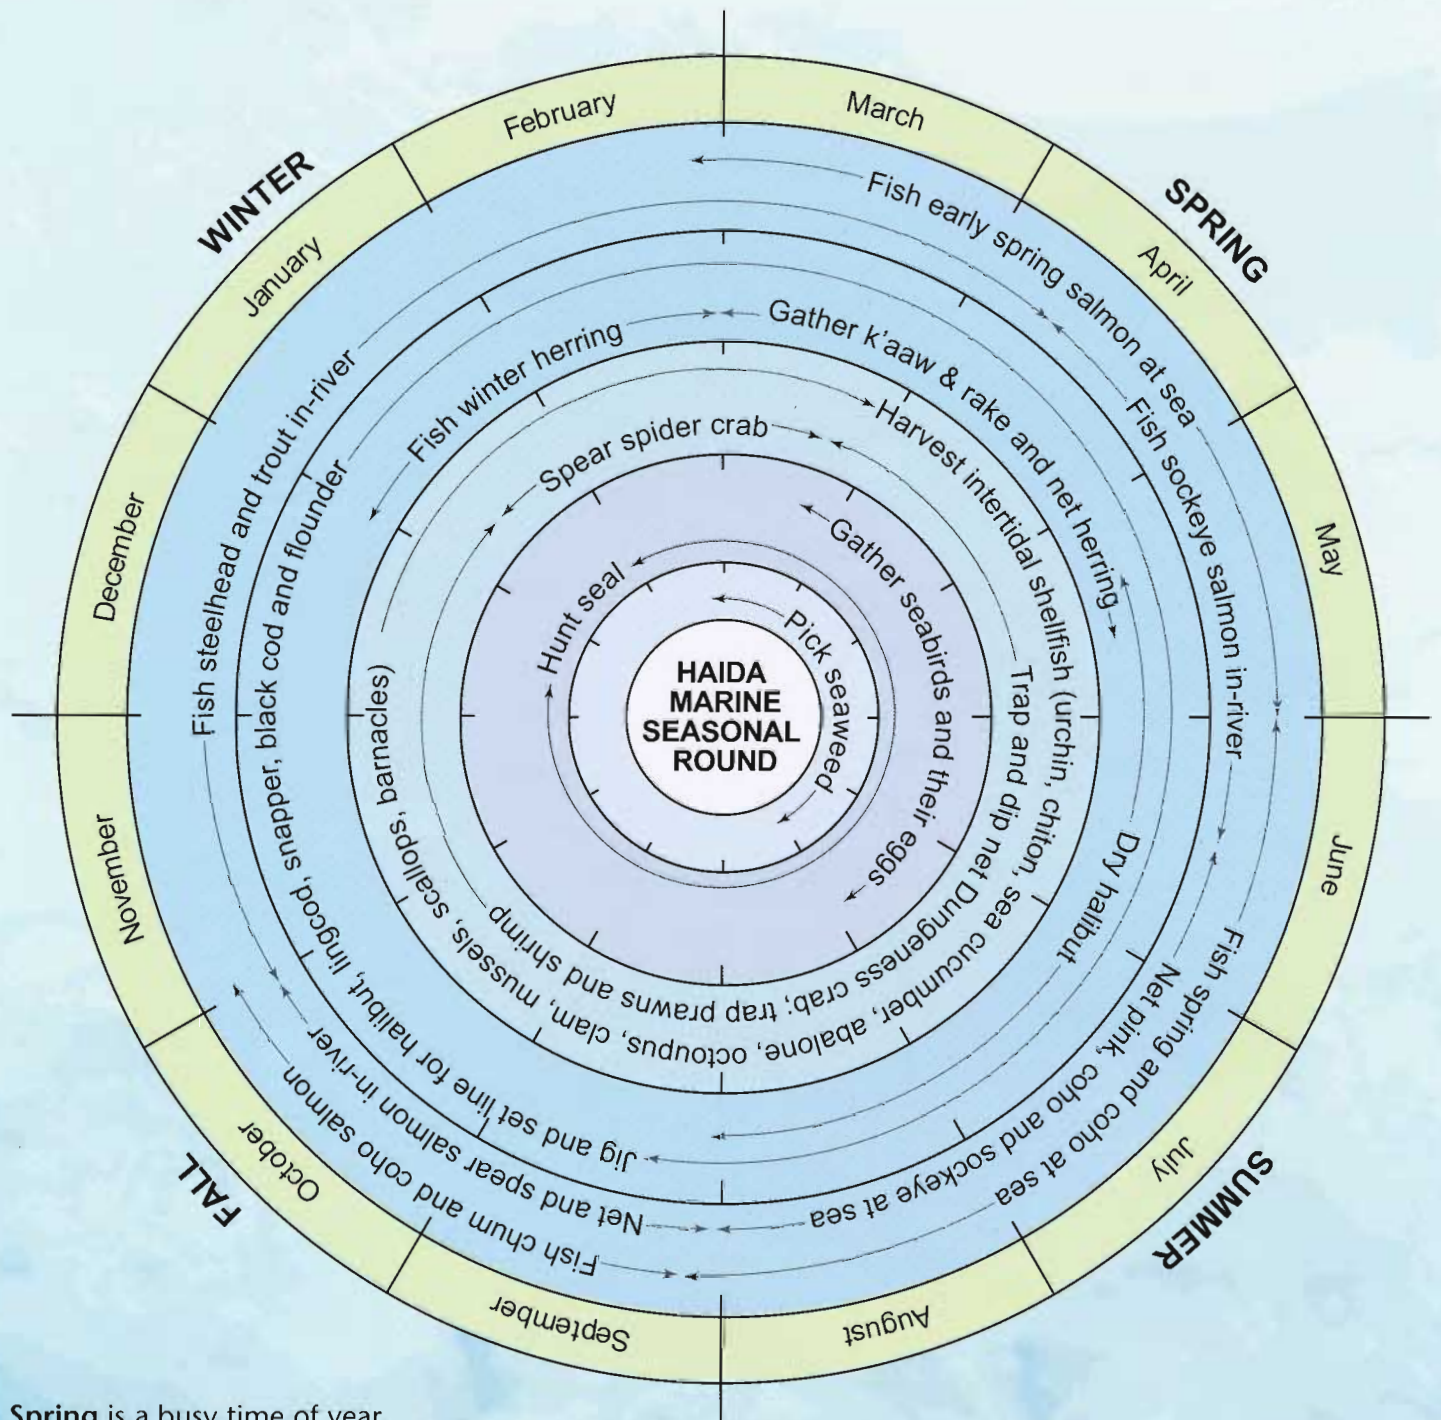 HAIDA
MARINE
SEASONAL
ROUND
WINTER
SPRING
SUMMER
FALL
January
February
March
April
May
June
July
August
September
October
November
December
Fish early spring salmon at sea
Fish sockeye salmon in-river
Fish spring and coho at sea
Net pink, coho and sockeye at sea
Fish chum and coho salmon
Net and spear salmon in-river
Fish steelhead and trout in-river
Fish winter herring
Gather k'aaw & rake and net herring
Dry halibut
Jig and set line for halibut, lingcod, snapper, black cod and flounder
Spear spider crab
Harvest intertidal shellfish (urchin, chiton, sea cucumber, abalone, octoupus, clam, mussels, scallops, barnacles)
Trap and dip net Dungeness crab; trap prawns and shrimp
Gather seabirds and their eggs
Hunt seal
Pick seaweed
Spring is a busy time of year